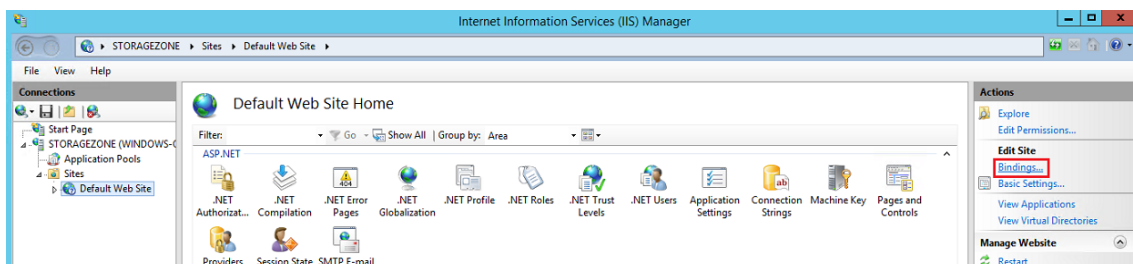 Internet Information Services (IIS) Manager
STORAGEZONE Sites Default Web Site
File View Help
Connections
Start Page
STORAGEZONE (WINDOWS-
Application Pools
Sites
Default Web Site
Default Web Site Home
Filter: Go Show All Group by: Area
ASP.NET
.NET Authorizat...
.NET Compilation
.NET Error Pages
404
.NET Globalization
.NET Profile
.NET Roles
.NET Trust Levels
.NET Users
Application Settings
ab
Connection Strings
Machine Key
Pages and Controls
Providers Session State SMTP E-mail
Actions
Explore
Edit Permissions...
Edit Site
Bindings...
Basic Settings...
View Applications
View Virtual Directories
Manage Website
Restart